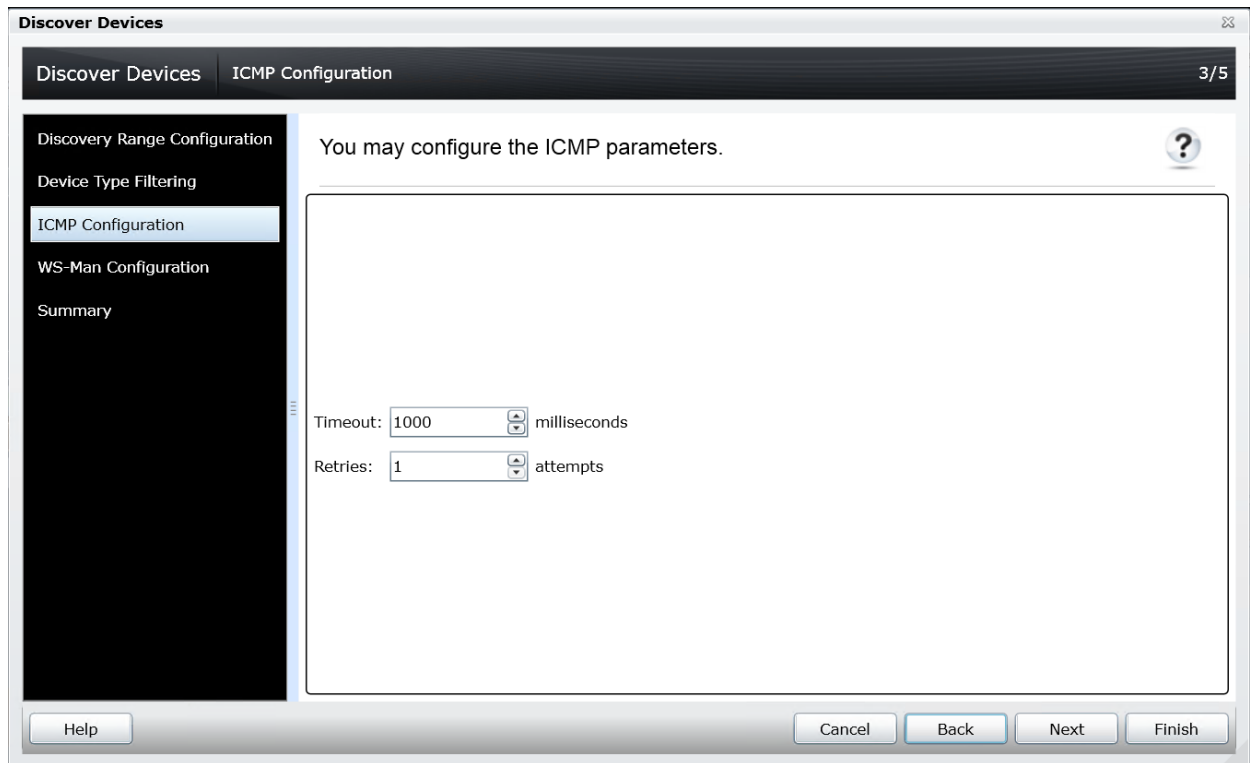 Discover Devices
Discover Devices ICMP Configuration 3/5
Discovery Range Configuration
Device Type Filtering
ICMP Configuration
WS-Man Configuration
Summary
You may configure the ICMP parameters.
?
Timeout: 1000 milliseconds
Retries: 1 attempts
Help Cancel Back Next Finish